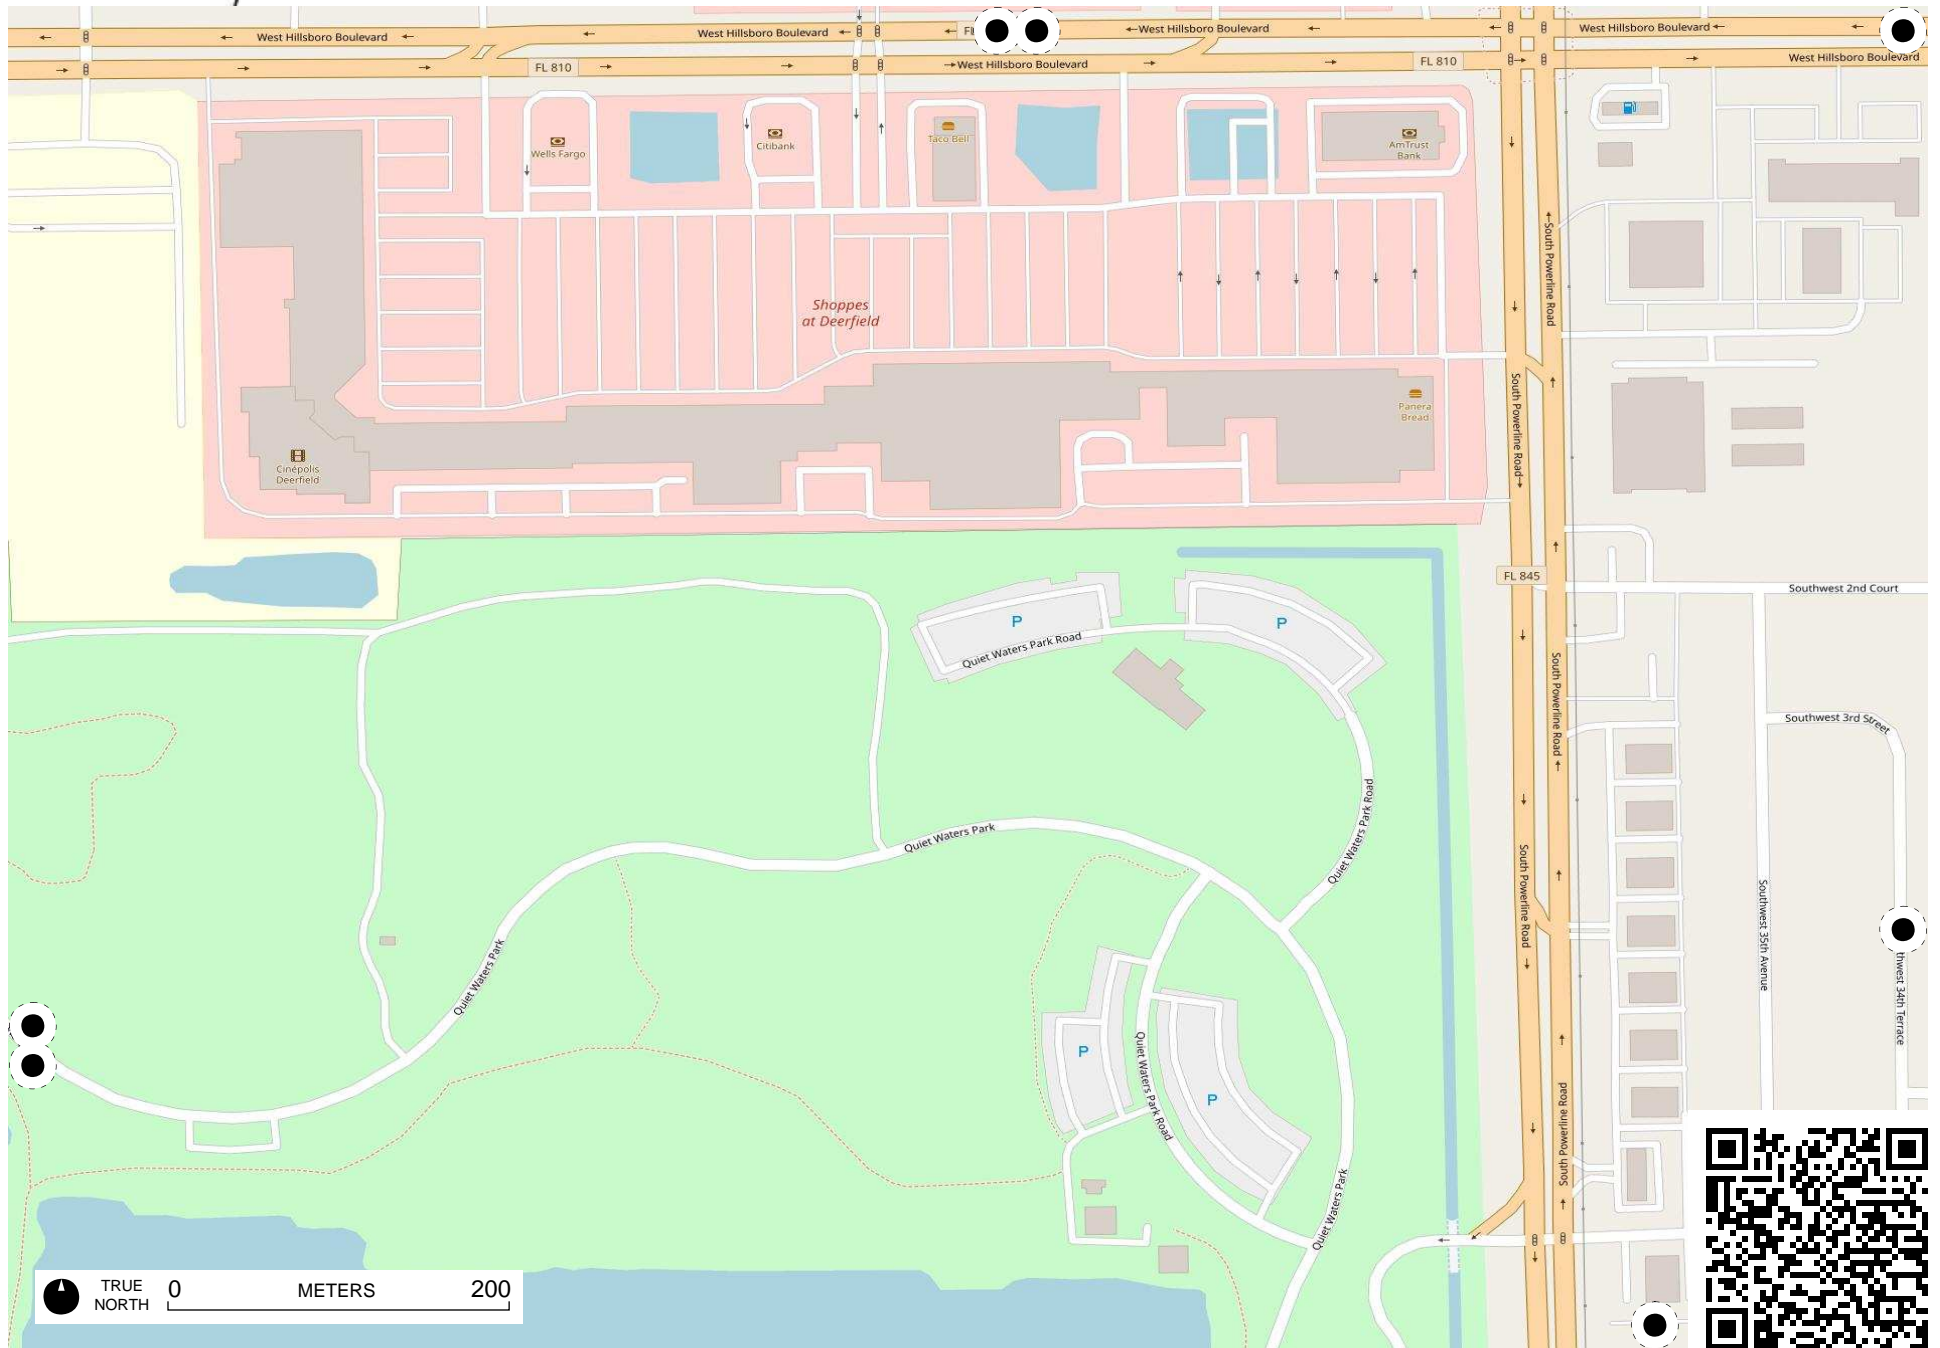 West Hillsboro Boulevard
West Hillsboro Boulevard
West Hillsboro Boulevard
West Hillsboro Boulevard
FL 810
West Hillsboro Boulevard
FL 810
West Hillsboro Boulevard
Wells Fargo
Citibank
Taco Bell
AmTrust
Bank
South Powerline Road
Shoppes
at Deerfield
South Powerline Road
Panera
Bread
Cinépolis
Deerfield
FL 845
Southwest 2nd Court
P
P
Quiet Waters Park Road
South Powerline Road
Southwest 3rd Street
Quiet Waters Park Road
Quiet Waters Park
South Powerline Road
Southwest 35th Avenue
Quiet Waters Park
thwest 34th Terrace
P
Quiet Waters Park Road
P
South Powerline Road
Quiet Waters Park
TRUE
NORTH
0 METERS 200